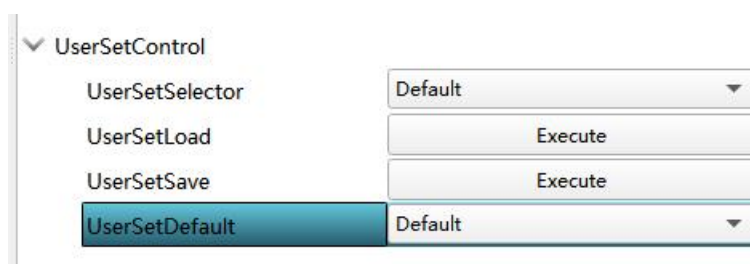 UserSetControl
UserSetSelector Default
UserSetLoad Execute
UserSetSave Execute
UserSetDefault Default